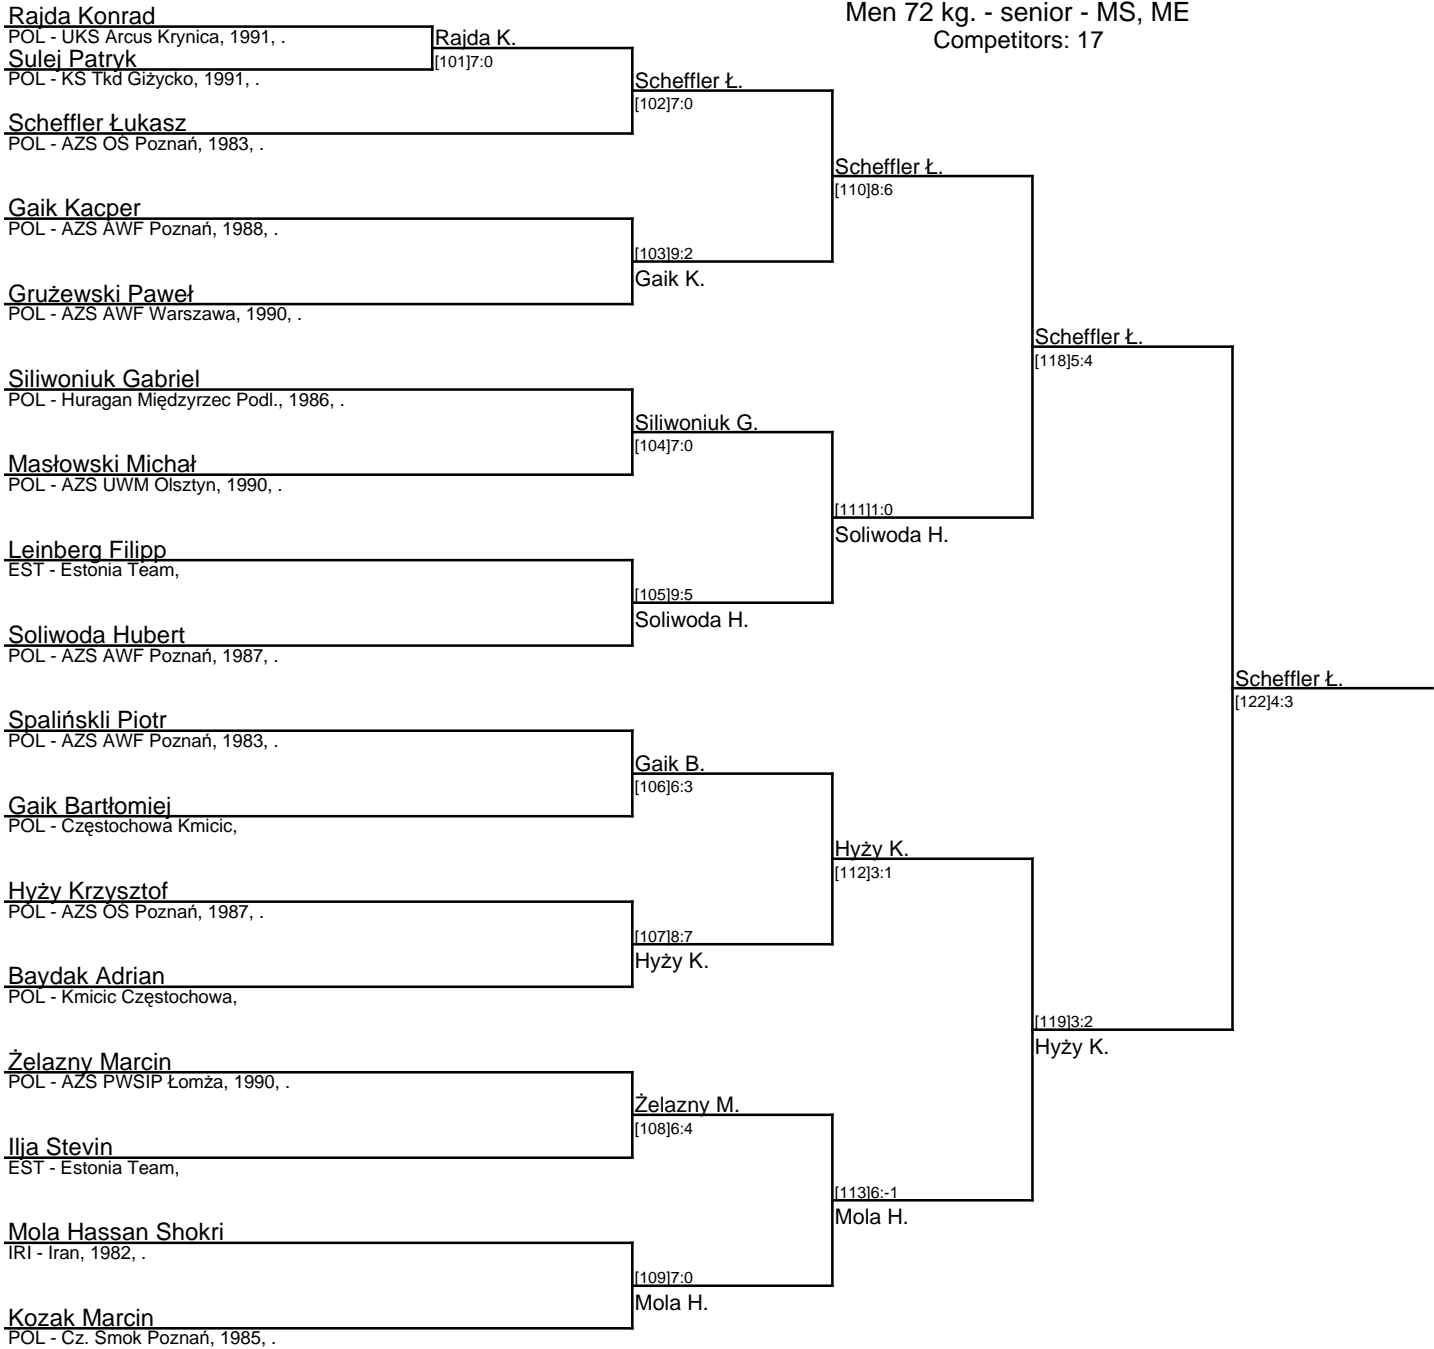 Men 72 kg. - senior - MS, ME
Competitors: 17
Rajda Konrad
POL - UKS Arcus Krynica, 1991, .
Sulej Patryk
POL - KS Tkd Giżycko, 1991, .
Scheffler Łukasz
POL - AZS OŚ Poznań, 1983, .
Gaik Kacper
POL - AZS AWF Poznań, 1988, .
Grużewski Paweł
POL - AZS AWF Warszawa, 1990, .
Siliwoniuk Gabriel
POL - Huragan Międzyrzec Podl., 1986, .
Masłowski Michał
POL - AZS UWM Olsztyn, 1990, .
Leinberg Filipp
EST - Estonia Team,
Soliwoda Hubert
POL - AZS AWF Poznań, 1987, .
Spalińskli Piotr
POL - AZS AWF Poznań, 1983, .
Gaik Bartłomiej
POL - Częstochowa Kmicic,
Hyży Krzysztof
POL - AZS OŚ Poznań, 1987, .
Baydak Adrian
POL - Kmicic Częstochowa,
Żelazny Marcin
POL - AZS PWSIP Łomża, 1990, .
Ilja Stevin
EST - Estonia Team,
Mola Hassan Shokri
IRI - Iran, 1982, .
Kozak Marcin
POL - Cz. Smok Poznań, 1985, .
Rajda K.
[101]7:0
Scheffler Ł.
[102]7:0
[103]9:2
Gaik K.
Siliwoniuk G.
[104]7:0
[105]9:5
Soliwoda H.
Gaik B.
[106]6:3
[107]8:7
Hyży K.
Żelazny M.
[108]6:4
[109]7:0
Mola H.
Scheffler Ł.
[110]8:6
[111]1:0
Soliwoda H.
Hyży K.
[112]3:1
[113]6:-1
Mola H.
Scheffler Ł.
[118]5:4
[119]3:2
Hyży K.
Scheffler Ł.
[122]4:3